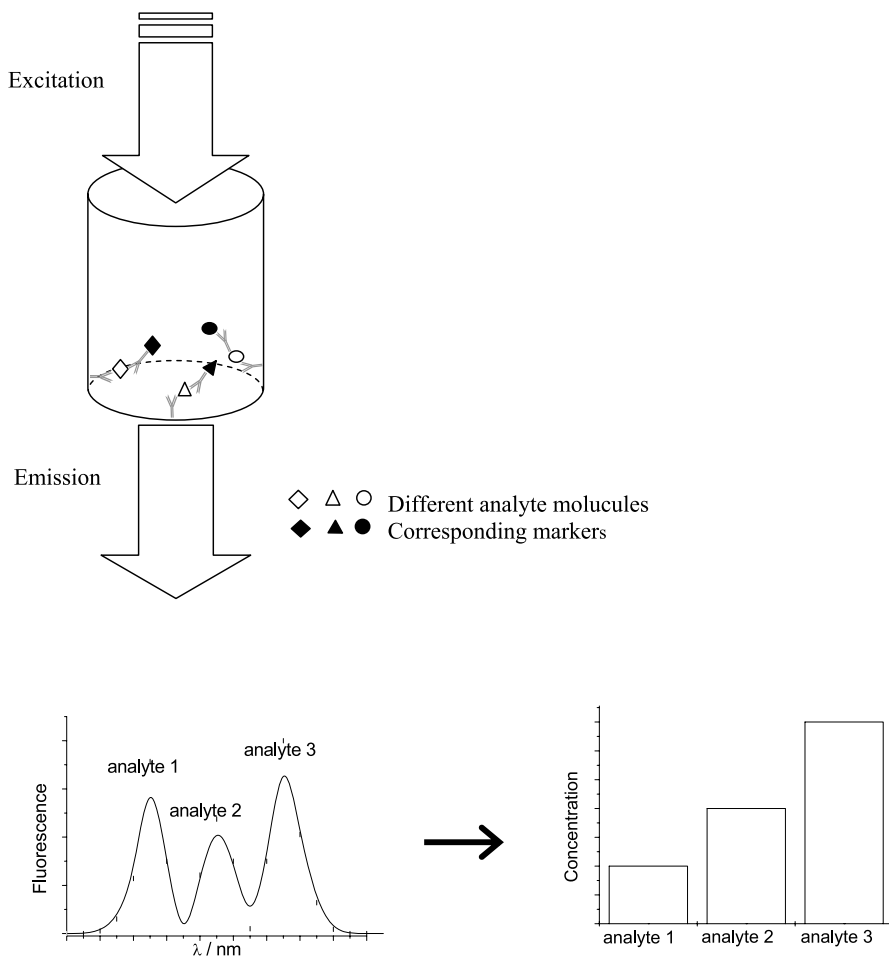 Excitation
Emission
Different analyte molucules
Corresponding markers
analyte 1
analyte 2
analyte 3
Fluorescence
λ / nm
Concentration
analyte 1
analyte 2
analyte 3